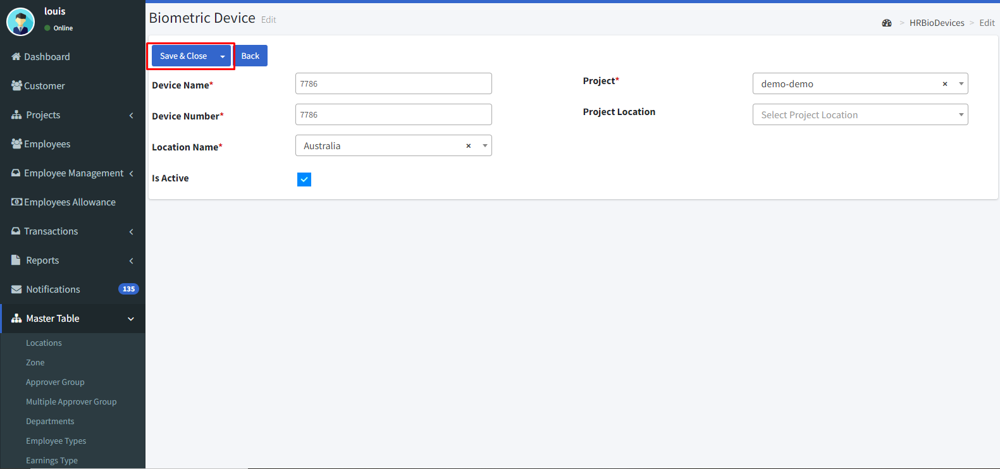 louis
Online
Dashboard
Customer
Projects
Employees
Employee Management
Employees Allowance
Transactions
Reports
Notifications 135
Master Table
Locations
Zone
Approver Group
Multiple Approver Group
Departments
Employee Types
Earnings Type
Biometric Device Edit
> HRBioDevices > Edit
Save & Close Back
Device Name* 7786
Device Number* 7786
Location Name* Australia ×
Is Active
Project* demo-demo ×
Project Location Select Project Location